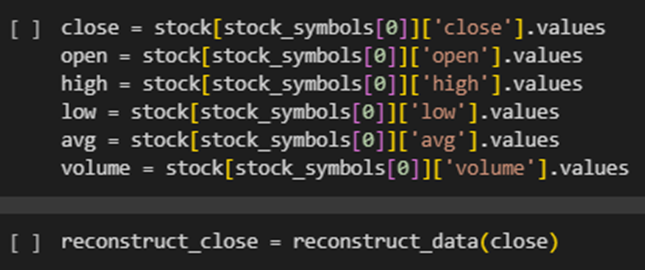 [ ] close = stock[stock_symbols[0]]['close'].values
open = stock[stock_symbols[0]]['open'].values
high = stock[stock_symbols[0]]['high'].values
low = stock[stock_symbols[0]]['low'].values
avg = stock[stock_symbols[0]]['avg'].values
volume = stock[stock_symbols[0]]['volume'].values
[ ] reconstruct_close = reconstruct_data(close)